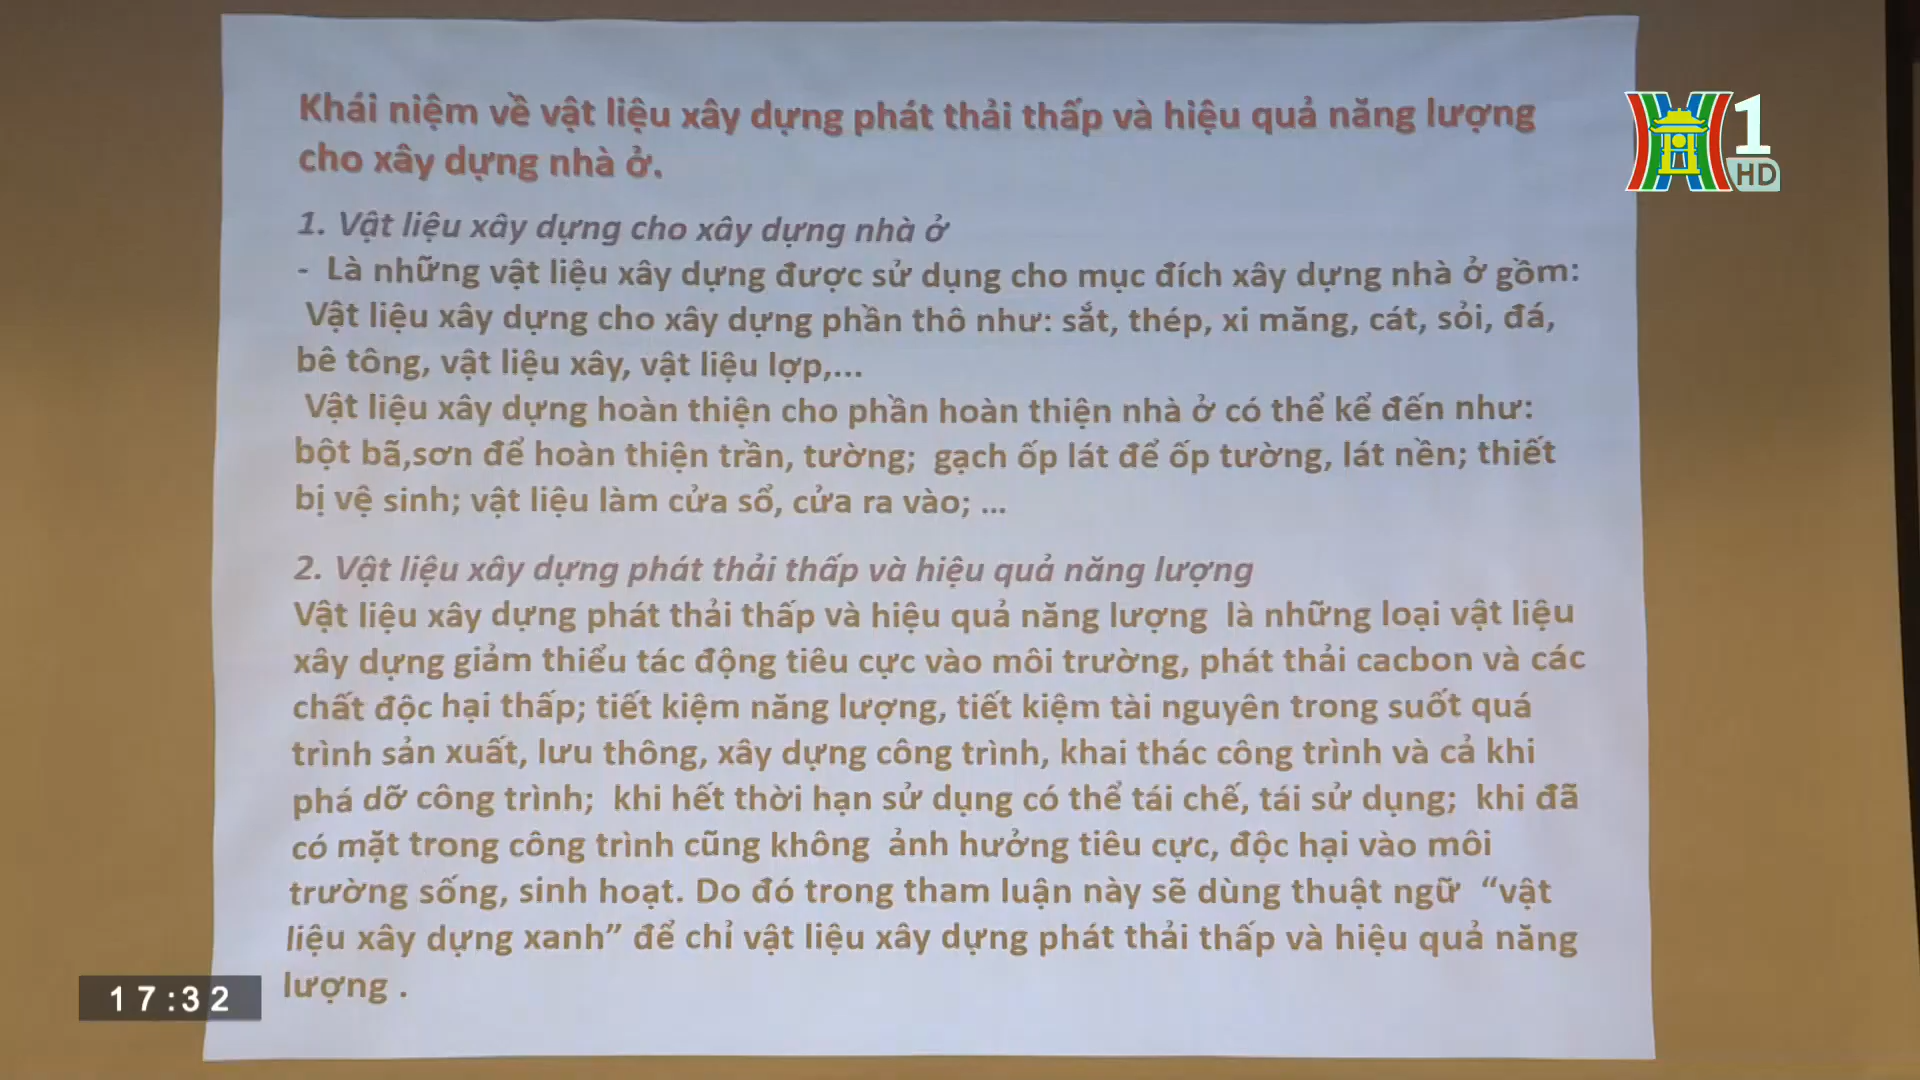 Khái niệm về vật liệu xây dựng phát thải thấp và hiệu quả năng lượng
cho xây dựng nhà ở.
1
HD
1. Vật liệu xây dựng cho xây dựng nhà ở
- Là những vật liệu xây dựng được sử dụng cho mục đích xây dựng nhà ở gồm:
Vật liệu xây dựng cho xây dựng phần thô như: sắt, thép, xi măng, cát, sỏi, đá,
bê tông, vật liệu xây, vật liệu lợp,...
Vật liệu xây dựng hoàn thiện cho phần hoàn thiện nhà ở có thể kể đến như:
bột bã,sơn để hoàn thiện trần, tường; gạch ốp lát để ốp tường, lát nền; thiết
bị vệ sinh; vật liệu làm cửa sổ, cửa ra vào; ...
2. Vật liệu xây dựng phát thải thấp và hiệu quả năng lượng
Vật liệu xây dựng phát thải thấp và hiệu quả năng lượng là những loại vật liệu
xây dựng giảm thiểu tác động tiêu cực vào môi trường, phát thải cacbon và các
chất độc hại thấp; tiết kiệm năng lượng, tiết kiệm tài nguyên trong suốt quá
trình sản xuất, lưu thông, xây dựng công trình, khai thác công trình và cả khi
phá dỡ công trình; khi hết thời hạn sử dụng có thể tái chế, tái sử dụng; khi đã
có mặt trong công trình cũng không ảnh hưởng tiêu cực, độc hại vào môi
trường sống, sinh hoạt. Do đó trong tham luận này sẽ dùng thuật ngữ “vật
liệu xây dựng xanh” để chỉ vật liệu xây dựng phát thải thấp và hiệu quả năng
lượng .
17:32